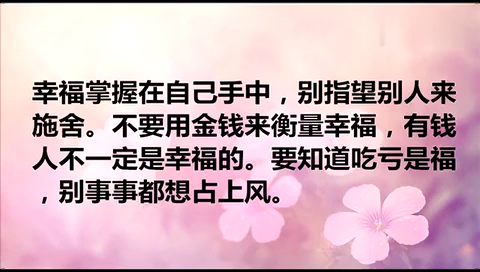 幸福掌握在自己手中，别指望别人来
施舍。不要用金钱来衡量幸福，有钱
人不一定是幸福的。要知道吃亏是福
，别事事都想占上风。